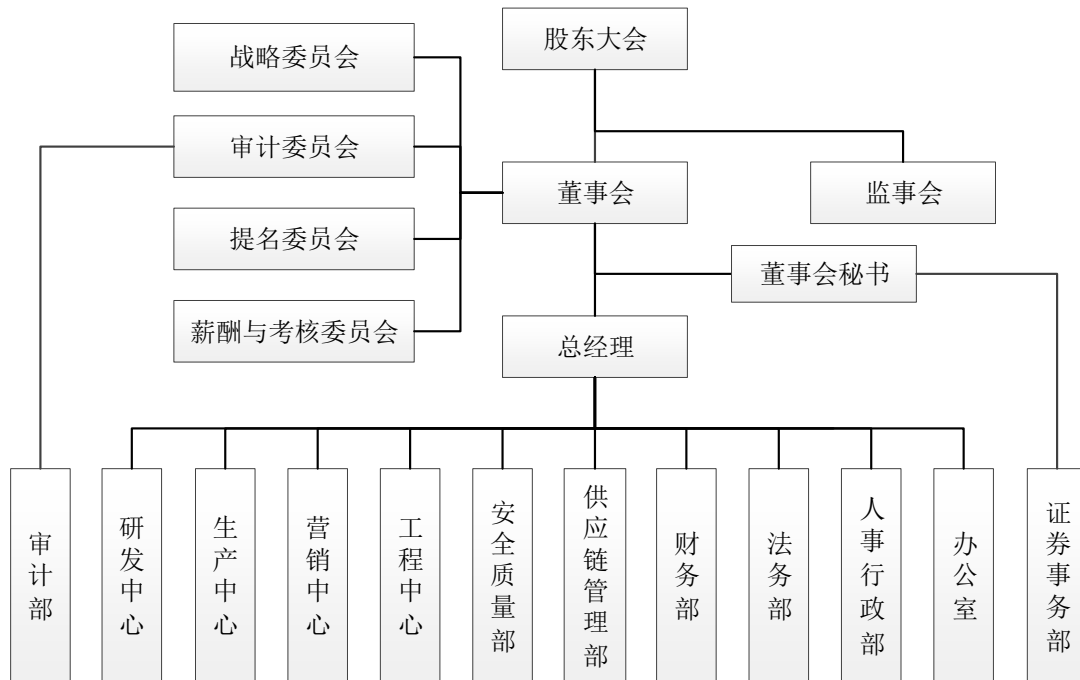 战略委员会
股东大会
审计委员会
董事会
监事会
提名委员会
董事会秘书
薪酬与考核委员会
总经理
审计部
研发中心
生产中心
营销中心
工程中心
安全质量部
供应链管理部
财务部
法务部
人事行政部
办公室
证券事务部